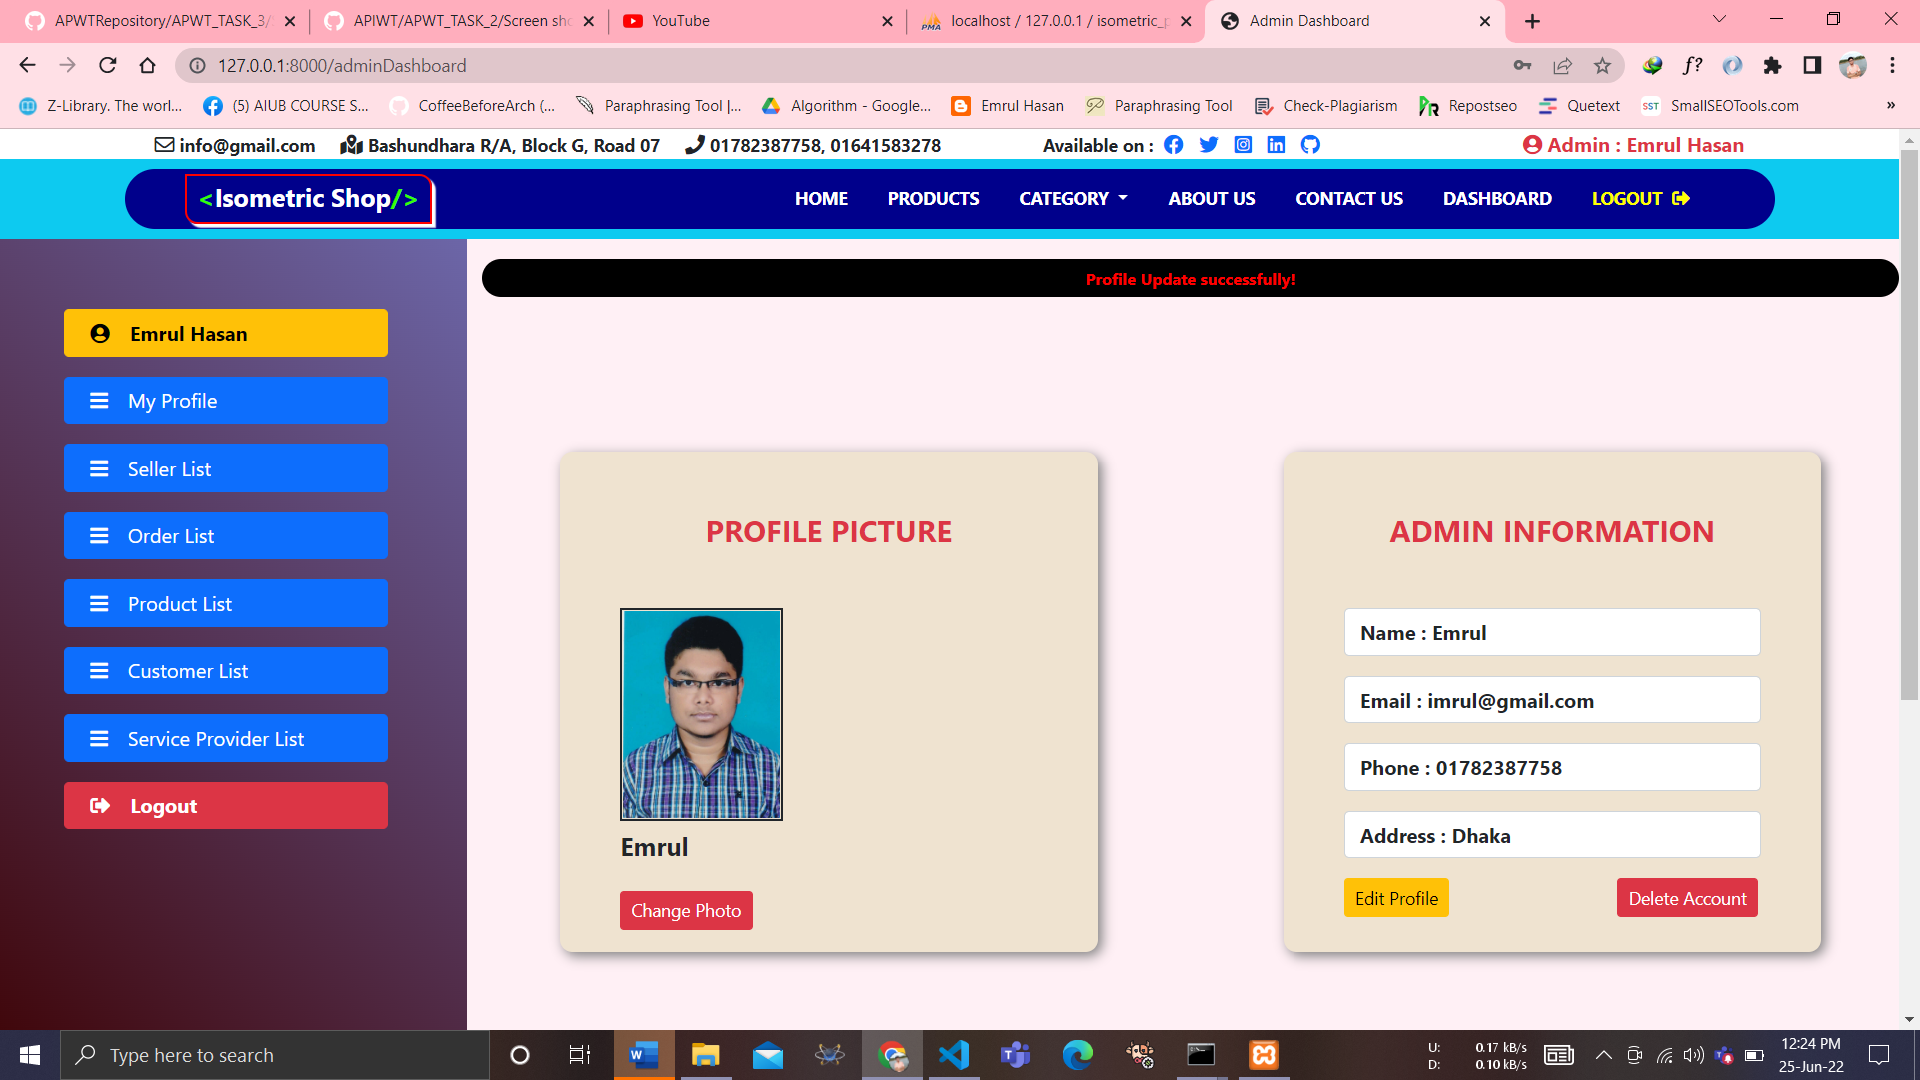 APWTRepository/APWT_TASK_3/
APIWT/APWT_TASK_2/Screen sho
YouTube
localhost / 127.0.0.1 / isometric_p
Admin Dashboard
127.0.0.1:8000/adminDashboard
Z-Library. The worl...
(5) AIUB COURSE S...
CoffeeBeforeArch (...
Paraphrasing Tool |...
Algorithm - Google...
Emrul Hasan
Paraphrasing Tool
Check-Plagiarism
Repostseo
Quetext
SmallSEOTools.com
info@gmail.com
Bashundhara R/A, Block G, Road 07
01782387758, 01641583278
Available on :
Admin : Emrul Hasan
<Isometric Shop/>
HOME
PRODUCTS
CATEGORY
ABOUT US
CONTACT US
DASHBOARD
LOGOUT
Profile Update successfully!
Emrul Hasan
My Profile
Seller List
Order List
Product List
Customer List
Service Provider List
Logout
PROFILE PICTURE
Emrul
Change Photo
ADMIN INFORMATION
Name : Emrul
Email : imrul@gmail.com
Phone : 01782387758
Address : Dhaka
Edit Profile
Delete Account
Type here to search
U: 0.17 kB/s
D: 0.10 kB/s
12:24 PM
25-Jun-22